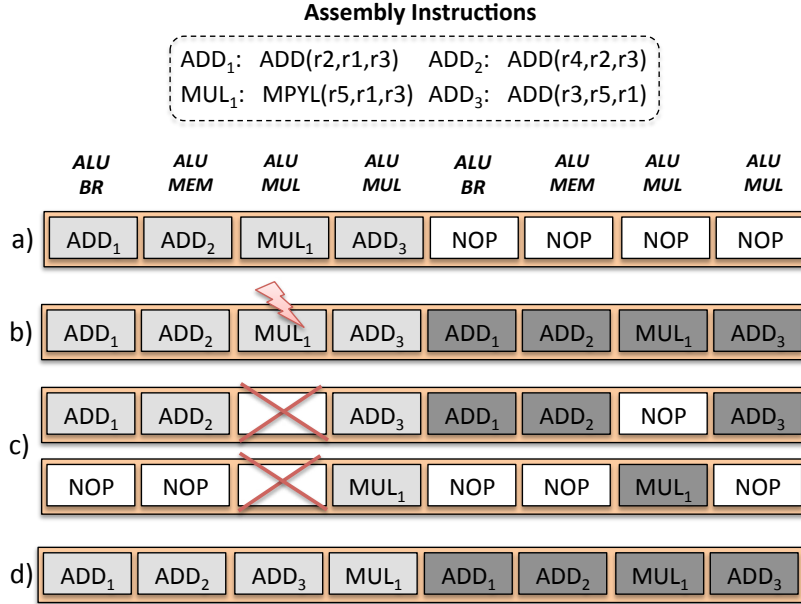 Assembly Instructions
ADD₁: ADD(r2,r1,r3) ADD₂: ADD(r4,r2,r3)
MUL₁: MPYL(r5,r1,r3) ADD₃: ADD(r3,r5,r1)
ALU ALU ALU ALU ALU ALU ALU ALU
BR MEM MUL MUL BR MEM MUL MUL
a) ADD₁ ADD₂ MUL₁ ADD₃ NOP NOP NOP NOP
b) ADD₁ ADD₂ MUL₁ ADD₃ ADD₁ ADD₂ MUL₁ ADD₃
ADD₁ ADD₂ ADD₃ ADD₁ ADD₂ NOP ADD₃
c)
NOP NOP MUL₁ NOP NOP MUL₁ NOP
d) ADD₁ ADD₂ ADD₃ MUL₁ ADD₁ ADD₂ MUL₁ ADD₃